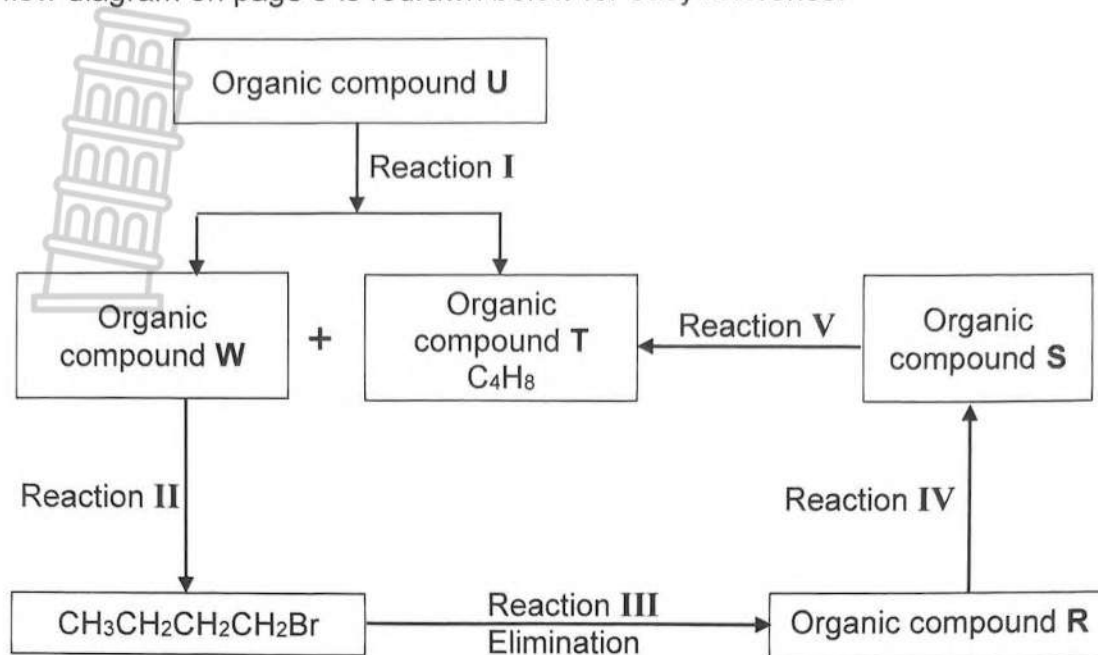 Organic compound U
Reaction I
Organic
compound W
+
Organic
compound T
C₄H₈
Reaction V
Organic
compound S
Reaction II
Reaction IV
CH₃CH₂CH₂CH₂Br
Reaction III
Elimination
Organic compound R